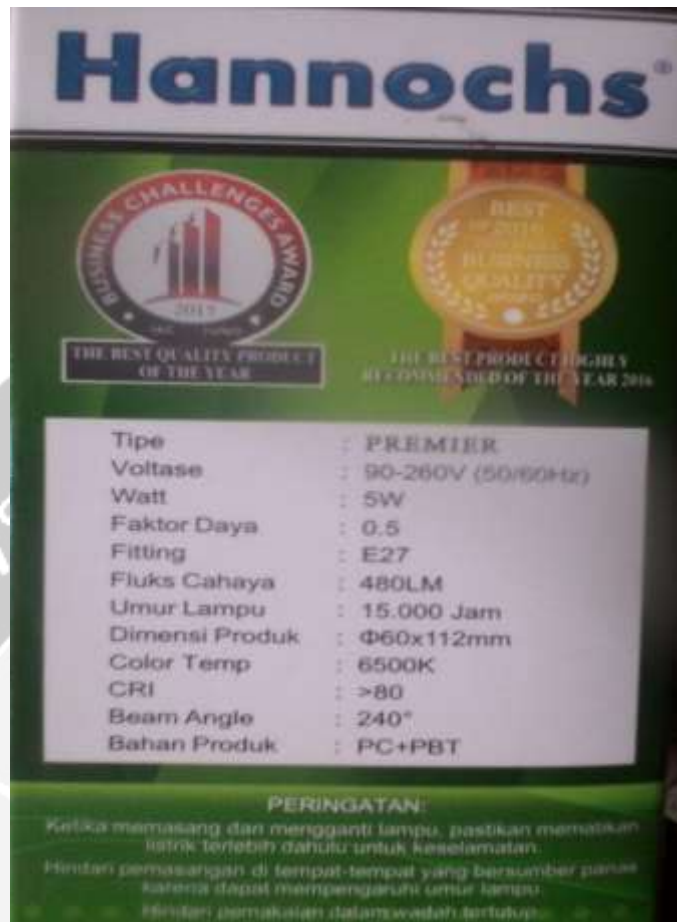 Hannochs®
BUSINESS CHALLENGES AWARD
2017
THE BEST QUALITY PRODUCT
OF THE YEAR
BEST
OF 2016
BUSINESS
QUALITY
THE BEST PRODUCT HIGHLY
RECOMMENDED OF THE YEAR 2016
Tipe : PREMIER
Voltase : 90-260V (50/60Hz)
Watt : 5W
Faktor Daya : 0.5
Fitting : E27
Fluks Cahaya : 480LM
Umur Lampu : 15.000 Jam
Dimensi Produk : Φ60x112mm
Color Temp : 6500K
CRI : >80
Beam Angle : 240°
Bahan Produk : PC+PBT
PERINGATAN:
Ketika memasang dan mengganti lampu, pastikan mematikan
listrik terlebih dahulu untuk keselamatan.
Hindari pemasangan di tempat-tempat yang bersumber panas
karena dapat mempengaruhi umur lampu.
Hindari pemakaian dalam wadah tertutup.